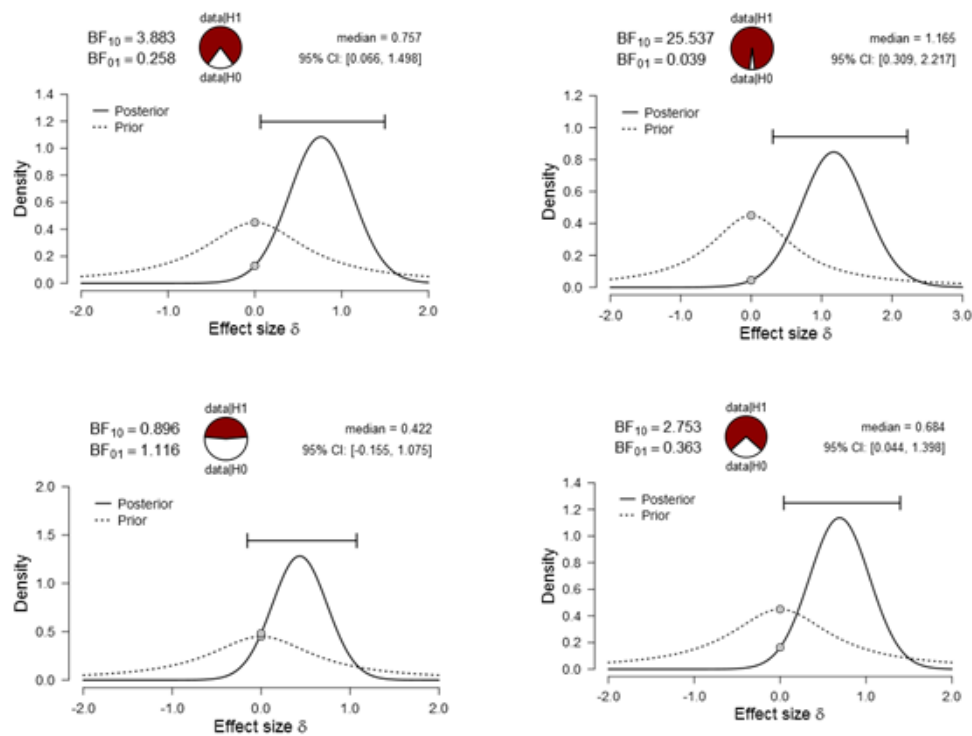 data|H1
BF10 = 3.883
BF01 = 0.258
median = 0.757
95% CI: [0.066, 1.498]
data|H0
1.4
1.2
1.0
0.8
0.6
0.4
0.2
0.0
Density
Posterior
Prior
-2.0 -1.0 0.0 1.0 2.0
Effect size δ
data|H1
BF10 = 25.537
BF01 = 0.039
median = 1.165
95% CI: [0.309, 2.217]
data|H0
1.2
1.0
0.8
0.6
0.4
0.2
0.0
Density
Posterior
Prior
-2.0 -1.0 0.0 1.0 2.0 3.0
Effect size δ
data|H1
BF10 = 0.896
BF01 = 1.116
median = 0.422
95% CI: [-0.155, 1.075]
data|H0
2.0
1.5
1.0
0.5
0.0
Density
Posterior
Prior
-2.0 -1.0 0.0 1.0 2.0
Effect size δ
data|H1
BF10 = 2.753
BF01 = 0.363
median = 0.684
95% CI: [0.044, 1.398]
data|H0
1.4
1.2
1.0
0.8
0.6
0.4
0.2
0.0
Density
Posterior
Prior
-2.0 -1.0 0.0 1.0 2.0
Effect size δ